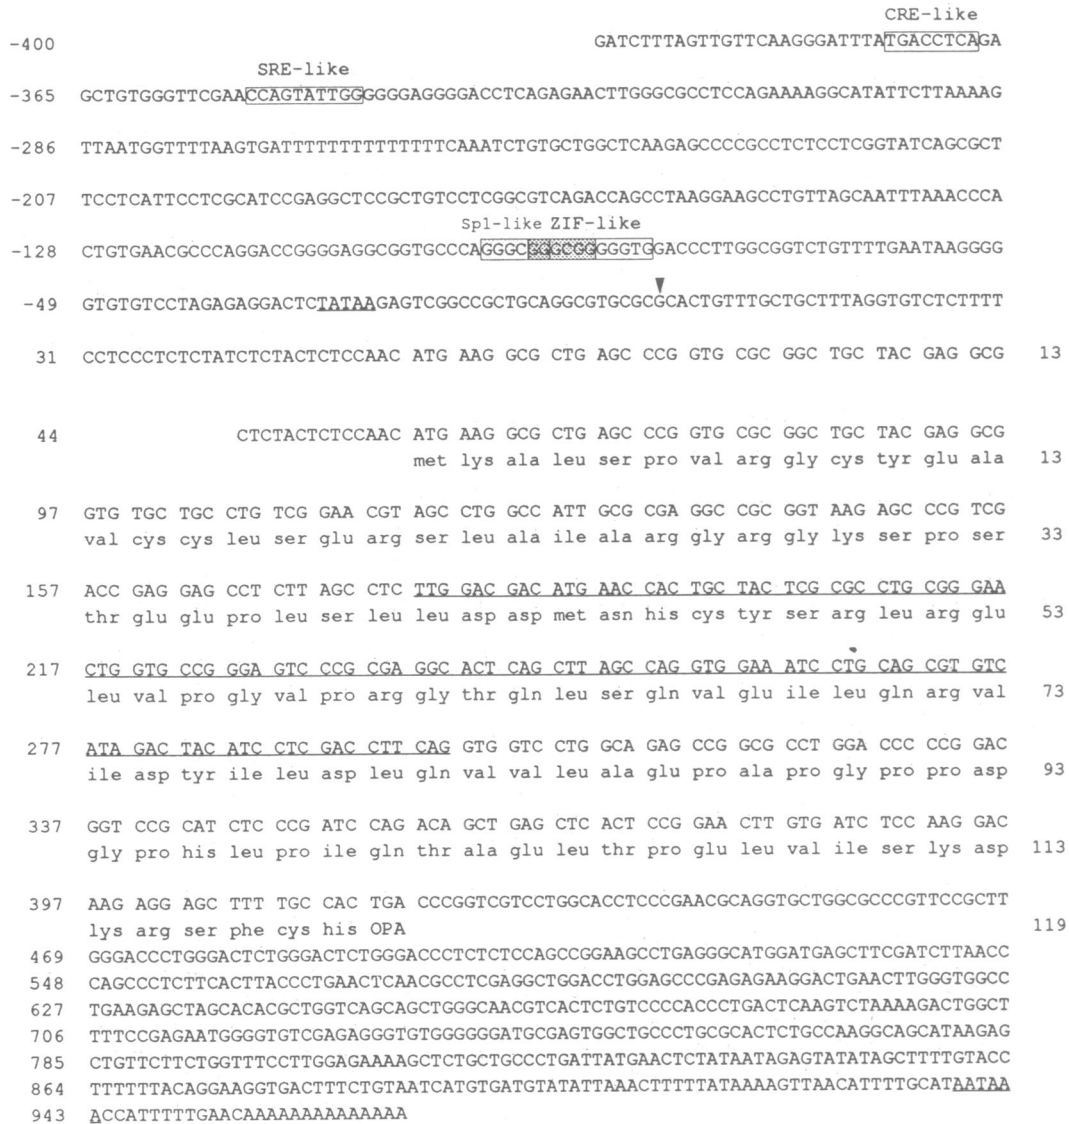 CRE-like
-400 GATCTTTAGTTGTTCAAGGGATTTATGACCTCAGA
SRE-like
-365 GCTGTGGGTTCGAACCAGTATTGGGGGGAGGGGACCTCAGAGAACTTGGGCGCCTCCAGAAAAGGCATATTCTTAAAAG
-286 TTAATGGTTTTAAGTGATTTTTTTTTTTTTTTCAAATCTGTGCTGGCTCAAGAGCCCCGCCTCTCCTCGGTATCAGCGCT
-207 TCCTCATTCCTCGCATCCGAGGCTCCGCTGTCCTCGGCGTCAGACCAGCCTAAGGAAGCCTGTTAGCAATTTAAACCCA
Sp1-like ZIF-like
-128 CTGTGAACGCCCAGGACCGGGGAGGCGGTGCCCAGGGCGGGCGGGGGTGGACCCTTGGCGGTCTGTTTTGAATAAGGGG
-49 GTGTGTCCTAGAGAGGACTCTATAAGAGTCGGCCGCTGCAGGCGTGCGCGCACTGTTTGCTGCTTTAGGTGTCTCTTTT
31 CCTCCCTCTCTATCTCTACTCTCCAAC ATG AAG GCG CTG AGC CCG GTG CGC GGC TGC TAC GAG GCG 13
44 CTCTACTCTCCAAC ATG AAG GCG CTG AGC CCG GTG CGC GGC TGC TAC GAG GCG
met lys ala leu ser pro val arg gly cys tyr glu ala 13
97 GTG TGC TGC CTG TCG GAA CGT AGC CTG GCC ATT GCG CGA GGC CGC GGT AAG AGC CCG TCG
val cys cys leu ser glu arg ser leu ala ile ala arg gly arg gly lys ser pro ser 33
157 ACC GAG GAG CCT CTT AGC CTC TTG GAC GAC ATG AAC CAC TGC TAC TCG CGC CTG CGG GAA
thr glu glu pro leu ser leu leu asp asp met asn his cys tyr ser arg leu arg glu 53
217 CTG GTG CCG GGA GTC CCG CGA GGC ACT CAG CTT AGC CAG GTG GAA ATC CTG CAG CGT GTC
leu val pro gly val pro arg gly thr gln leu ser gln val glu ile leu gln arg val 73
277 ATA GAC TAC ATC CTC GAC CTT CAG GTG GTC CTG GCA GAG CCG GCG CCT GGA CCC CCG GAC
ile asp tyr ile leu asp leu gln val val leu ala glu pro ala pro gly pro pro asp 93
337 GGT CCG CAT CTC CCG ATC CAG ACA GCT GAG CTC ACT CCG GAA CTT GTG ATC TCC AAG GAC
gly pro his leu pro ile gln thr ala glu leu thr pro glu leu val ile ser lys asp 113
397 AAG AGG AGC TTT TGC CAC TGA CCCGGTCGTCCTGGCACCTCCCGAACGCAGGTGCTGGCGCCCGTTCCGCTT
lys arg ser phe cys his OPA 119
469 GGGACCCTGGGACTCTGGGACTCTGGGACCCTCTCTCCAGCCGGAAGCCTGAGGGCATGGATGAGCTTCGATCTTAACC
548 CAGCCCTCTTCACTTACCCTGAACTCAACGCCTCGAGGCTGGACCTGGAGCCCGAGAGAAGGACTGAACTTGGGTGGCC
627 TGAAGAGCTAGCACACGCTGGTCAGCAGCTGGGCAACGTCACTCTGTCCCCACCCTGACTCAAGTCTAAAAGACTGGCT
706 TTTCCGAGAATGGGGTGTCGAGAGGGTGTGGGGGGATGCGAGTGGCTGCCCTGCGCACTCTGCCAAGGCAGCATAAGAG
785 CTGTTCTTCTGGTTTCCTTGGAGAAAAGCTCTGCTGCCCTGATTATGAACTCTATAATAGAGTATATAGCTTTTGTACC
864 TTTTTTACAGGAAGGTGACTTTCTGTAATCATGTGATGTATATTAAACTTTTTATAAAAGTTAACATTTTGCATAATAA
943 ACCATTTTTGAACAAAAAAAAAAAAAA